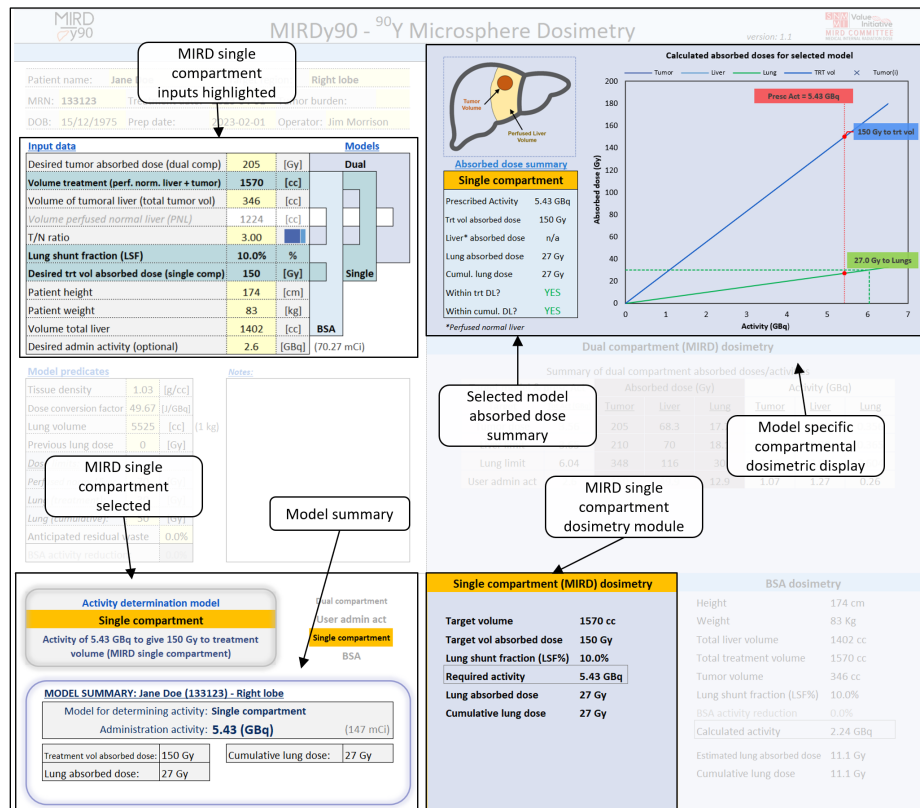 MIRD
y90
MIRDy90 - ⁹⁰Y Microsphere Dosimetry
version: 1.1
Value
Initiative
MIRD COMMITTEE
MIRD single
compartment
inputs highlighted
Patient name: Jane Right lobe
MRN: 133123
DOB: 15/12/1975 Prep date: 2023-02-01 Operator: Jim Morrison
Input data Models
Desired tumor absorbed dose (dual comp) 205 [Gy] Dual
Volume treatment (perf. norm. liver + tumor) 1570 [cc]
Volume of tumoral liver (total tumor vol) 346 [cc]
Volume perfused normal liver (PNL) 1224 [cc]
T/N ratio 3.00
Lung shunt fraction (LSF) 10.0% %
Desired trt vol absorbed dose (single comp) 150 [Gy] Single
Patient height 174 [cm]
Patient weight 83 [kg]
Volume total liver 1402 [cc] BSA
Desired admin activity (optional) 2.6 [GBq] (70.27 mCi)
Tumor
Volume
Perfused Liver
Volume
Absorbed dose summary
Single compartment
Prescribed Activity 5.43 GBq
Trt vol absorbed dose 150 Gy
Liver* absorbed dose n/a
Lung absorbed dose 27 Gy
Cumul. lung dose 27 Gy
Within trt DL? YES
Within cumul. DL? YES
*Perfused normal liver
Calculated absorbed doses for selected model
Tumor Liver Lung TRT vol Tumor(i)
Presc Act = 5.43 GBq
150 Gy to trt vol
27.0 Gy to Lungs
Absorbed dose (Gy)
200
180
160
140
120
100
80
60
40
20
0
0 1 2 3 4 5 6 7
Activity (GBq)
Model predicates
Notes:
Tissue density 1.03 [g/cc]
Dose conversion factor 49.67 [J/GBq]
Lung volume 5525 [cc] (1 kg)
Previous lung dose 0 [Gy]
Lung (cumulative): 50 [Gy]
Anticipated residual waste 0.0%
BSA activity reduction
MIRD single
compartment
selected
Model summary
Dual compartment (MIRD) dosimetry
Summary of dual compartment absorbed doses/activities
Absorbed dose (Gy) Activity (GBq)
Tumor Liver Lung Tumor Liver Lung
205 68.3
210 70
Lung limit 6.04 348 116 30
User admin act 12.9 1.07 1.27 0.26
Selected model
absorbed dose
summary
Model specific
compartmental
dosimetric display
MIRD single
compartment
dosimetry module
Activity determination model
Single compartment
Activity of 5.43 GBq to give 150 Gy to treatment
volume (MIRD single compartment)
Dual compartment
User admin act
Single compartment
BSA
MODEL SUMMARY: Jane Doe (133123) - Right lobe
Model for determining activity: Single compartment
Administration activity: 5.43 (GBq) (147 mCi)
Treatment vol absorbed dose: 150 Gy Cumulative lung dose: 27 Gy
Lung absorbed dose: 27 Gy
Single compartment (MIRD) dosimetry
Target volume 1570 cc
Target vol absorbed dose 150 Gy
Lung shunt fraction (LSF%) 10.0%
Required activity 5.43 GBq
Lung absorbed dose 27 Gy
Cumulative lung dose 27 Gy
BSA dosimetry
Height 174 cm
Weight 83 Kg
Total liver volume 1402 cc
Total treatment volume 1570 cc
Tumor volume 346 cc
Lung shunt fraction (LSF%) 10.0%
BSA activity reduction 0.0%
Calculated activity 2.24 GBq
Estimated lung absorbed dose 11.1 Gy
Cumulative lung dose 11.1 Gy